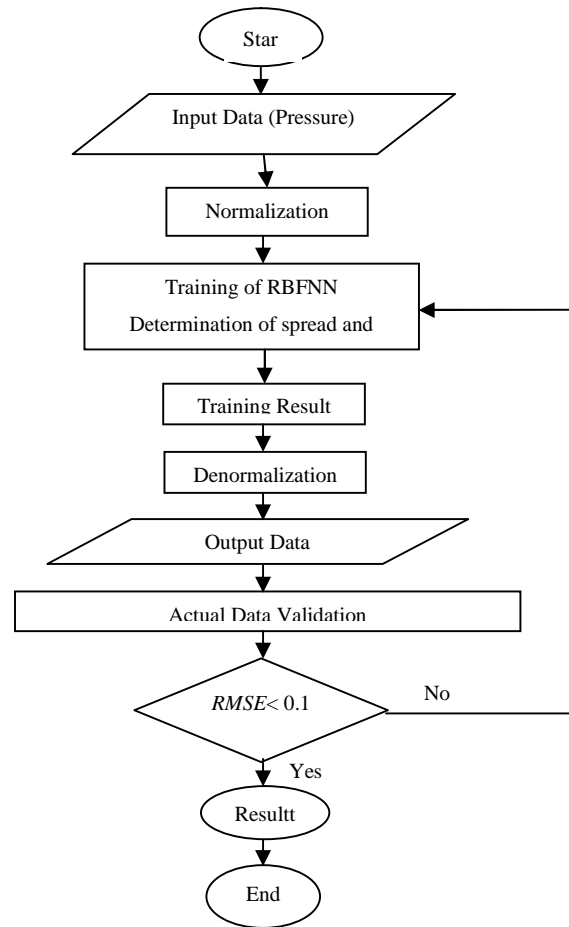 Star
Input Data (Pressure)
Normalization
Training of RBFNN
Determination of spread and
Training Result
Denormalization
Output Data
Actual Data Validation
RMSE< 0.1
No
Yes
Resultt
End